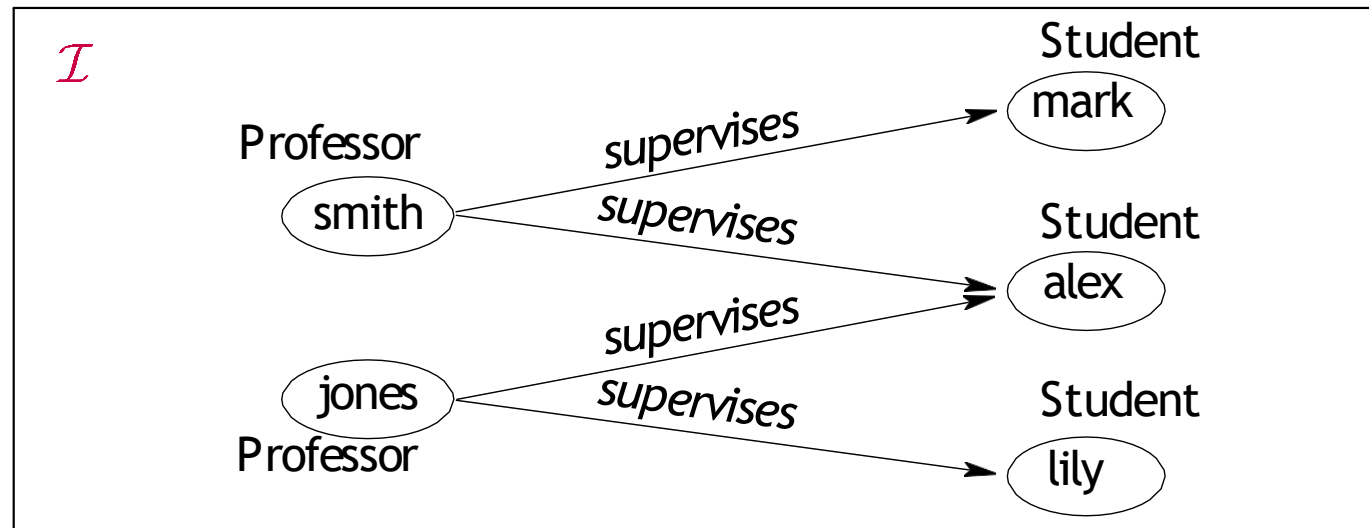 ℐ
Student
mark
supervises
Professor
smith
supervises
Student
alex
supervises
jones
supervises
Student
Professor
lily